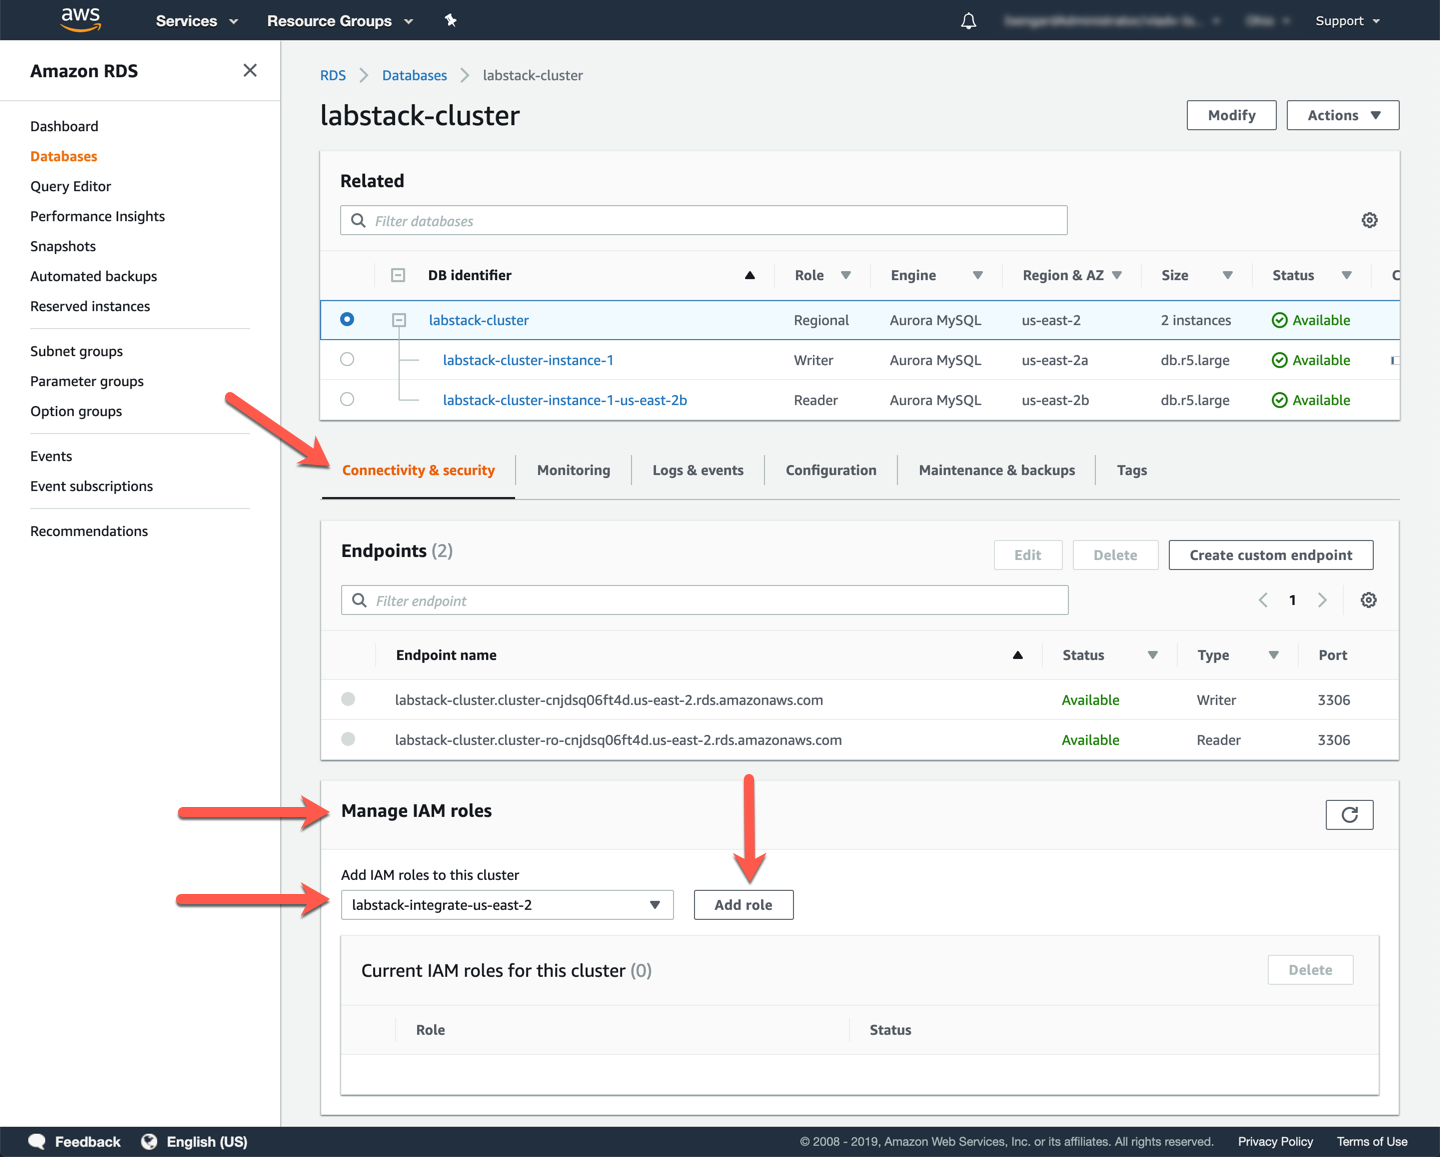 aws Services Resource Groups Support
Amazon RDS
Dashboard
Databases
Query Editor
Performance Insights
Snapshots
Automated backups
Reserved instances
Subnet groups
Parameter groups
Option groups
Events
Event subscriptions
Recommendations
RDS Databases labstack-cluster
labstack-cluster
Modify Actions
Related
Filter databases
DB identifier Role Engine Region & AZ Size Status
labstack-cluster Regional Aurora MySQL us-east-2 2 instances Available
labstack-cluster-instance-1 Writer Aurora MySQL us-east-2a db.r5.large Available
labstack-cluster-instance-1-us-east-2b Reader Aurora MySQL us-east-2b db.r5.large Available
Connectivity & security Monitoring Logs & events Configuration Maintenance & backups Tags
Endpoints (2)
Edit Delete Create custom endpoint
Filter endpoint
1
Endpoint name Status Type Port
labstack-cluster.cluster-cnjdsq06ft4d.us-east-2.rds.amazonaws.com Available Writer 3306
labstack-cluster.cluster-ro-cnjdsq06ft4d.us-east-2.rds.amazonaws.com Available Reader 3306
Manage IAM roles
Add IAM roles to this cluster
labstack-integrate-us-east-2 Add role
Current IAM roles for this cluster (0) Delete
Role Status
Feedback English (US) © 2008 - 2019, Amazon Web Services, Inc. or its affiliates. All rights reserved. Privacy Policy Terms of Use